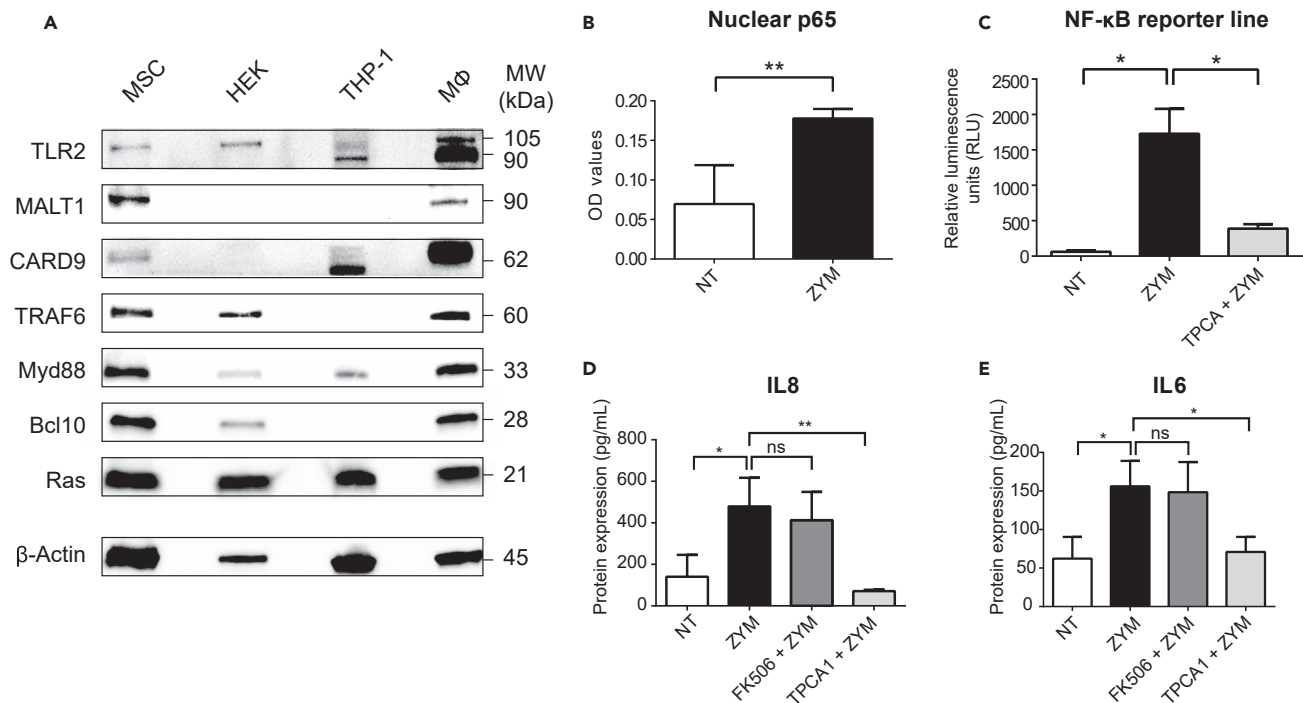 A
MSC
HEK
THP-1
MΦ
MW
(kDa)
TLR2
105
90
MALT1
90
CARD9
62
TRAF6
60
Myd88
33
Bcl10
28
Ras
21
β-Actin
45
B
Nuclear p65
**
OD values
0.20
0.15
0.10
0.05
0.00
NT
ZYM
C
NF-κB reporter line
*
*
Relative luminescence
units (RLU)
2500
2000
1500
1000
500
0
NT
ZYM
TPCA + ZYM
D
IL8
**
*
ns
Protein expression (pg/mL)
800
600
400
200
0
NT
ZYM
FK506 + ZYM
TPCA1 + ZYM
E
IL6
*
*
ns
Protein expression (pg/mL)
200
150
100
50
0
NT
ZYM
FK506 + ZYM
TPCA1 + ZYM